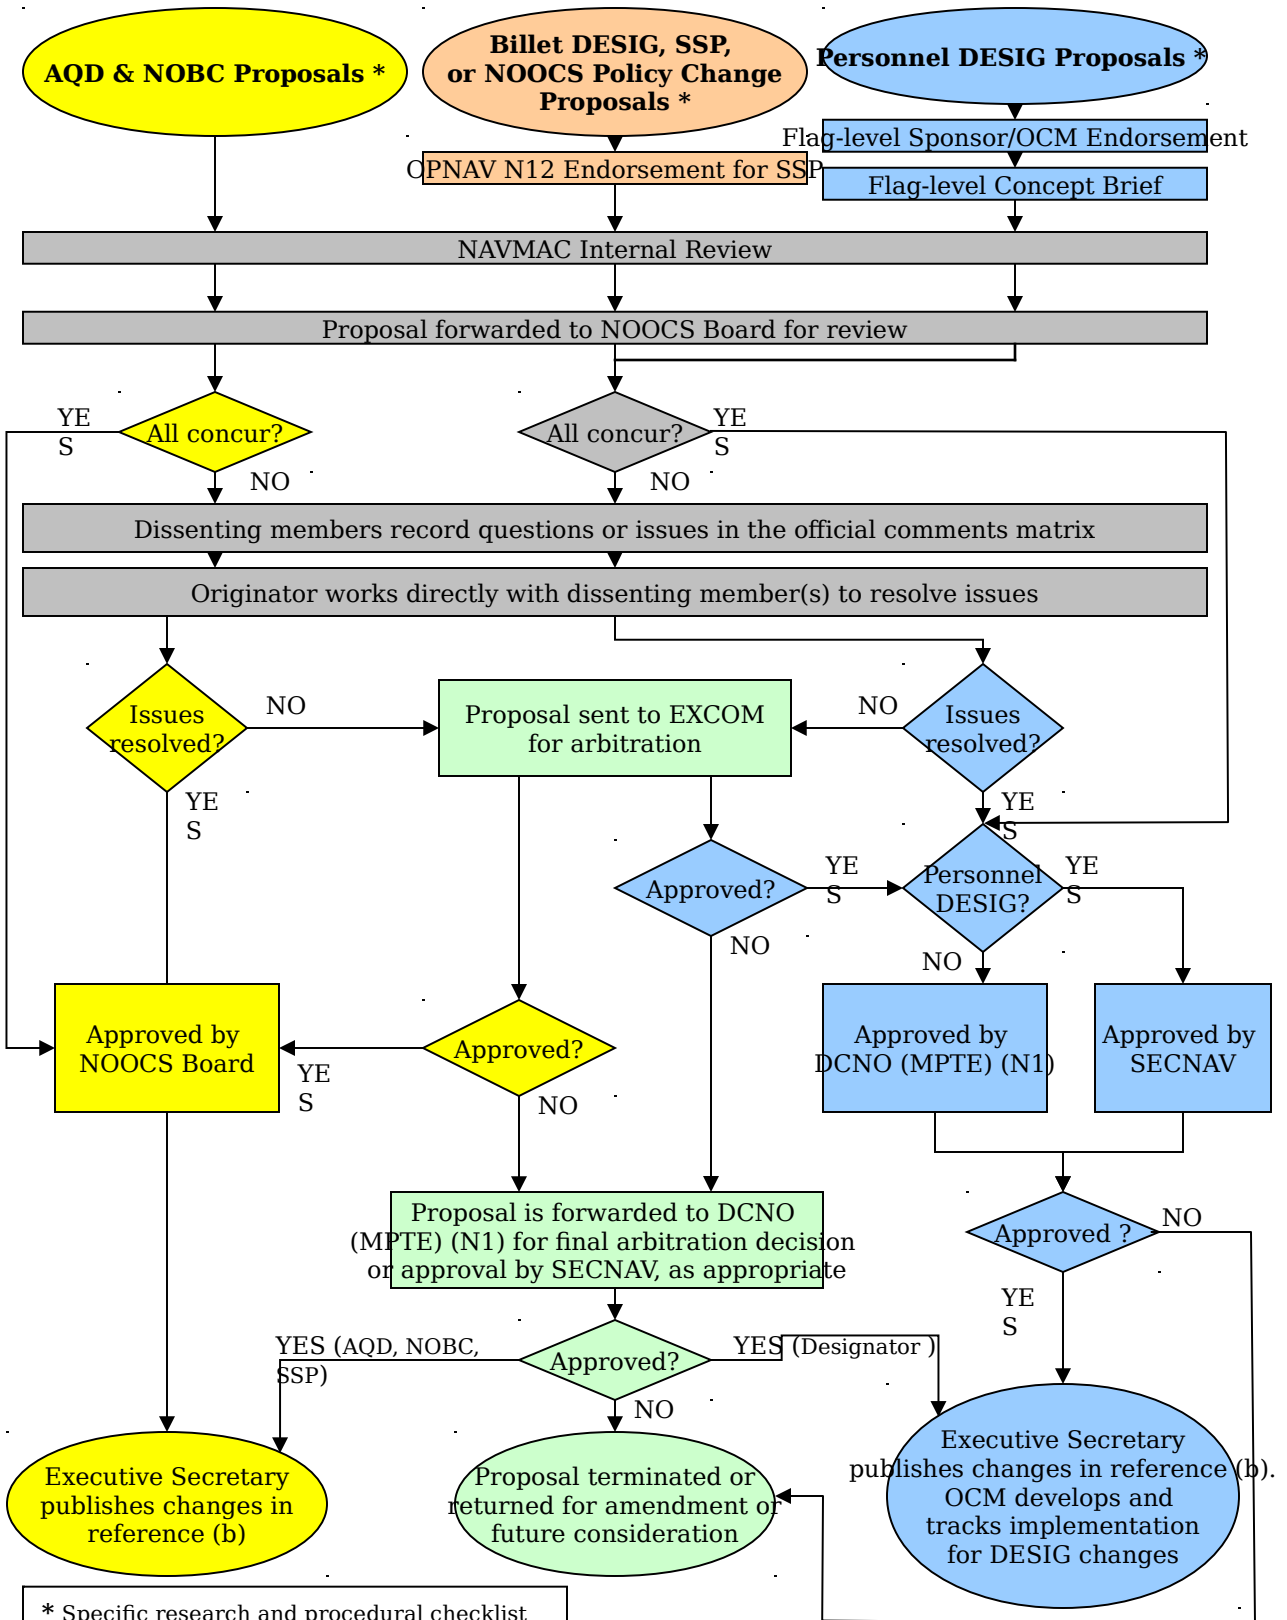 AQD & NOBC Proposals *
Billet DESIG, SSP,
or NOOCS Policy Change
Proposals *
Personnel DESIG Proposals *
Flag-level Sponsor/OCM Endorsement
OPNAV N12 Endorsement for SSP
Flag-level Concept Brief
NAVMAC Internal Review
Proposal forwarded to NOOCS Board for review
YE
S
All concur?
NO
All concur?
YE
S
NO
Dissenting members record questions or issues in the official comments matrix
Originator works directly with dissenting member(s) to resolve issues
Issues
resolved?
NO
YE
S
Proposal sent to EXCOM
for arbitration
NO
Issues
resolved?
YE
S
Approved?
YE
S
NO
Personnel
DESIG?
YE
S
NO
Approved by
NOOCS Board
YE
S
Approved?
NO
Approved by
DCNO (MPTE) (N1)
Approved by
SECNAV
Proposal is forwarded to DCNO
(MPTE) (N1) for final arbitration decision
or approval by SECNAV, as appropriate
Approved ?
NO
YE
S
YES (AQD, NOBC,
SSP)
Approved?
YES (Designator )
NO
Executive Secretary
publishes changes in
reference (b)
Proposal terminated or
returned for amendment or
future consideration
Executive Secretary
publishes changes in reference (b).
OCM develops and
tracks implementation
for DESIG changes
* Specific research and procedural checklist